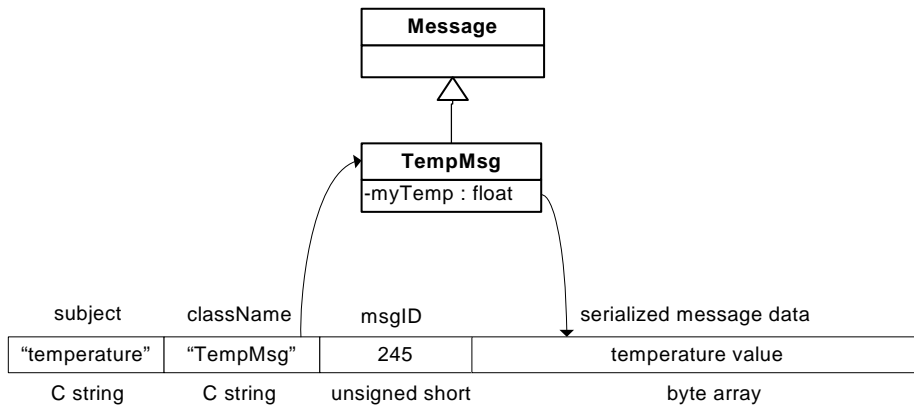 Message
TempMsg
-myTemp : float
subject className msgID serialized message data
“temperature” “TempMsg” 245 temperature value
C string C string unsigned short byte array